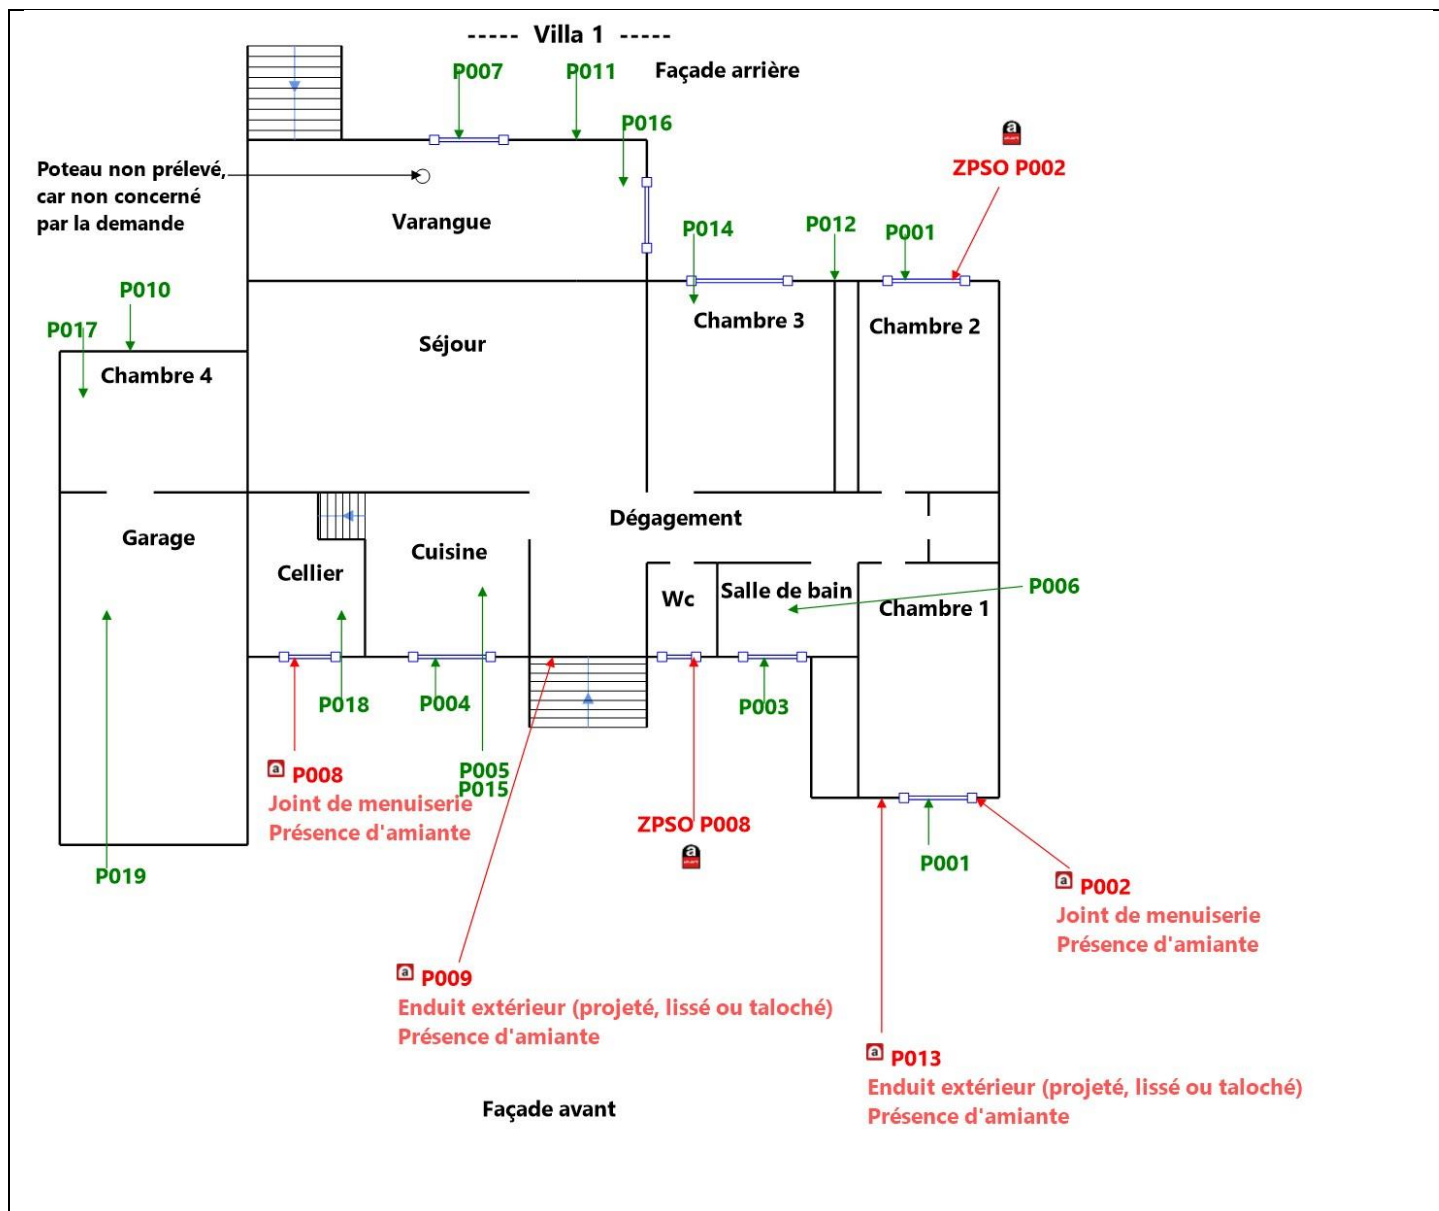 ----- Villa 1 -----
P007
P011
Façade arrière
P016
ZPSO P002
Poteau non prélevé,
car non concerné
par la demande
Varangue
P014
P012
P001
P010
P017
Chambre 3
Chambre 2
Séjour
Chambre 4
Dégagement
Garage
Cuisine
Cellier
Wc
Salle de bain
P006
Chambre 1
P018
P004
P003
a P008
Joint de menuiserie
Présence d'amiante
P005
P015
ZPSO P008
a
P019
P001
a P002
Joint de menuiserie
Présence d'amiante
a P009
Enduit extérieur (projeté, lissé ou taloché)
Présence d'amiante
a P013
Enduit extérieur (projeté, lissé ou taloché)
Présence d'amiante
Façade avant